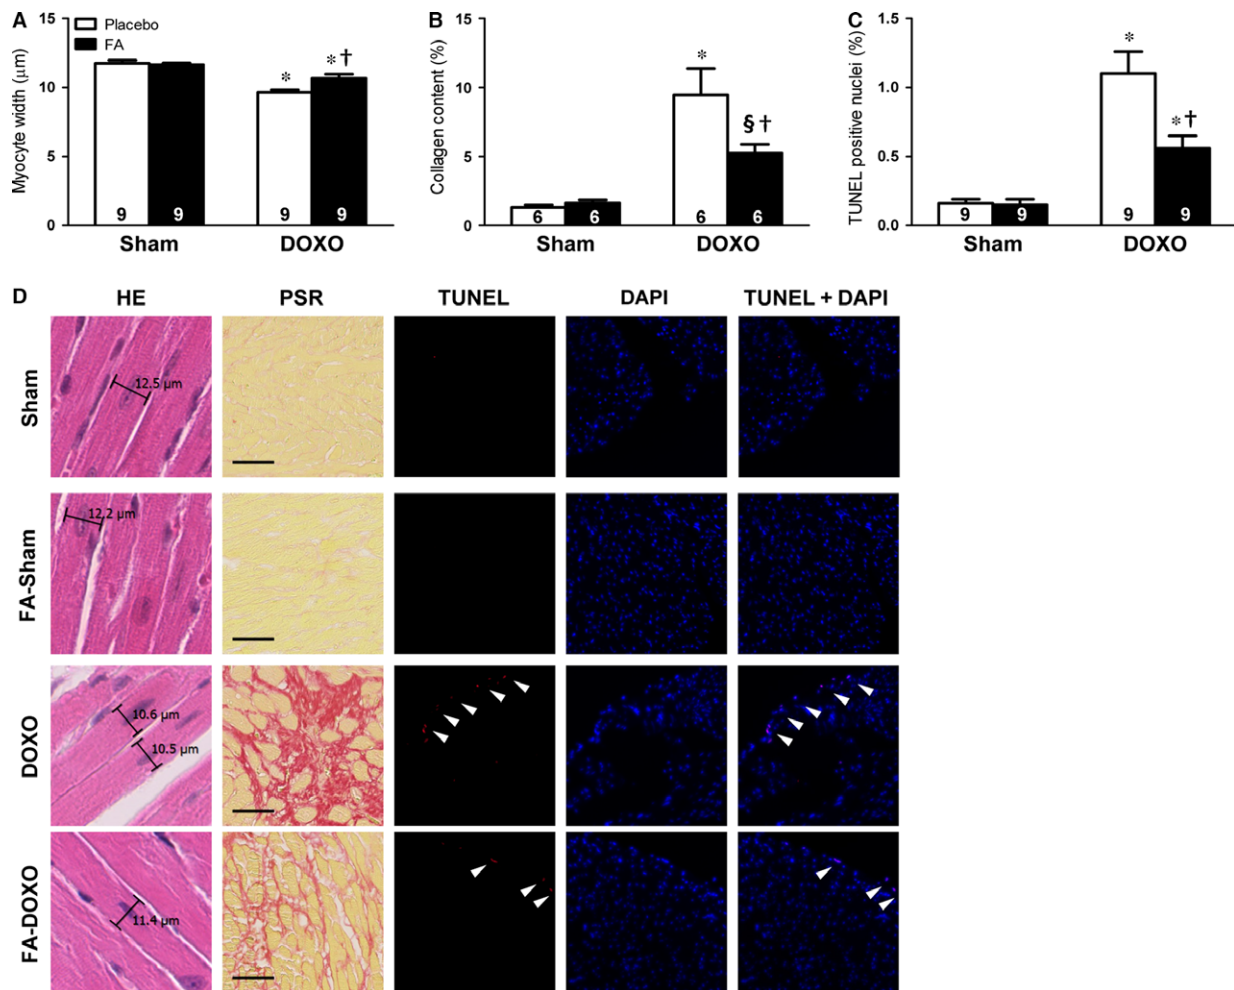 A
Placebo
FA
Myocyte width (μm)
15
10
5
0
*
*†
9
9
9
9
Sham
DOXO
B
Collagen content (%)
15
10
5
0
*
§†
6
6
6
6
Sham
DOXO
C
TUNEL positive nuclei (%)
1.5
1.0
0.5
0.0
*
*†
9
9
9
9
Sham
DOXO
D
HE
PSR
TUNEL
DAPI
TUNEL + DAPI
Sham
12.5 μm
FA-Sham
12.2 μm
DOXO
10.6 μm
10.5 μm
FA-DOXO
11.4 μm